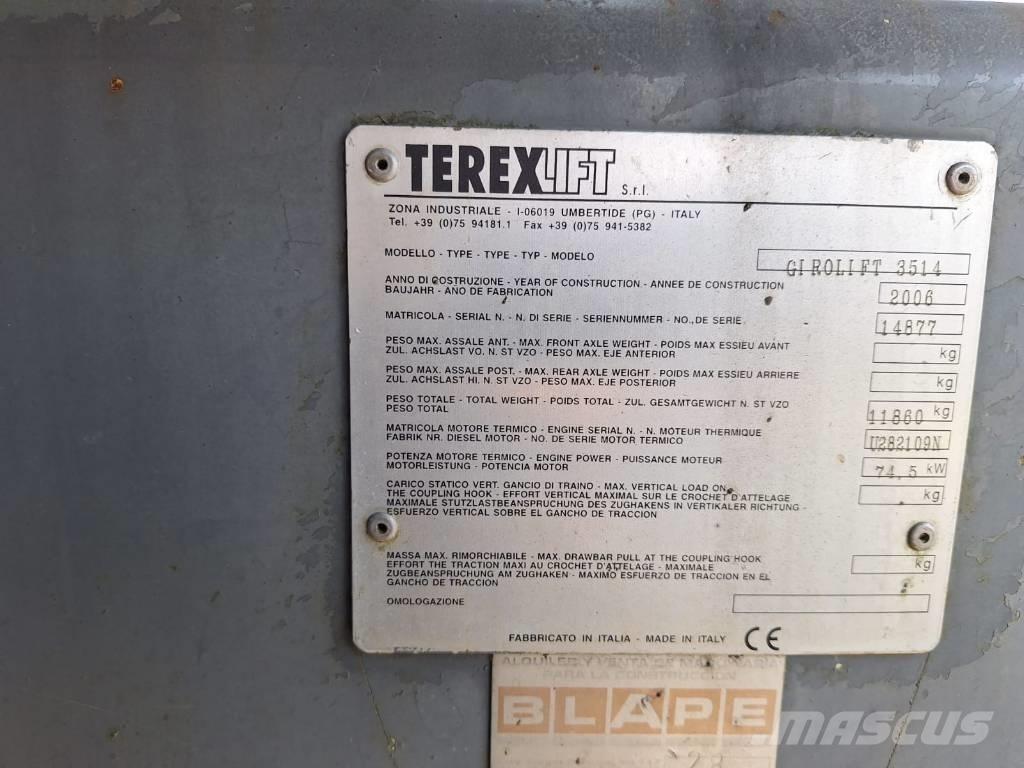 TEREXLIFT S.r.l.
ZONA INDUSTRIALE - I-06019 UMBERTIDE (PG) - ITALY
Tel. +39 (0)75 94181.1 Fax +39 (0)75 941-5382
MODELLO - TYPE - TYPE - TYP - MODELO GIROLIFT 3514
ANNO DI COSTRUZIONE - YEAR OF CONSTRUCTION - ANNEE DE CONSTRUCTION
BAUJAHR - AÑO DE FABRICATION 2006
MATRICOLA - SERIAL N. - N. DI SERIE - SERIENNUMMER - NO., DE SERIE 14877
PESO MAX. ASSALE ANT. - MAX. FRONT AXLE WEIGHT - POIDS MAX ESSIEU AVANT
ZUL. ACHSLAST VO. N. ST VZO - PESO MAX. EJE ANTERIOR kg
PESO MAX. ASSALE POST. - MAX. REAR AXLE WEIGHT - POIDS MAX ESSIEU ARRIERE
ZUL. ACHSLAST HI. N. ST VZO - PESO MAX. EJE POSTERIOR kg
PESO TOTALE - TOTAL WEIGHT - POIDS TOTAL - ZUL. GESAMTGEWICHT N. ST VZO
PESO TOTAL 11860 kg
MATRICOLA MOTORE TERMICO - ENGINE SERIAL N. - N. MOTEUR THERMIQUE
FABRIK NR. DIESEL MOTOR - NO. DE SERIE MOTOR TERMICO U282109N
POTENZA MOTORE TERMICO - ENGINE POWER - PUISSANCE MOTEUR
MOTORLEISTUNG - POTENCIA MOTOR 74,5 kW
CARICO STATICO VERT. GANCIO DI TRAINO - MAX. VERTICAL LOAD ON
THE COUPLING HOOK - EFFORT VERTICAL MAXIMAL SUR LE CROCHET D'ATTELAGE
MAXIMALE STUTZLASTBEANSPRUCHUNG DES ZUGHAKENS IN VERTIKALER RICHTUNG -
ESFUERZO VERTICAL SOBRE EL GANCHO DE TRACCION kg
MASSA MAX. RIMORCHIABILE - MAX. DRAWBAR PULL AT THE COUPLING HOOK
EFFORT THE TRACTION MAXI AU CROCHET D'ATTELAGE - MAXIMALE
ZUGBEANSPRUCHUNG AM ZUGHAKEN - MAXIMO ESFUERZO DE TRACCION EN EL
GANCHO DE TRACCION kg
OMOLOGAZIONE
FABBRICATO IN ITALIA - MADE IN ITALY CE
ALQUILER Y VENTA DE MAQUINARIA
PARA LA CONSTRUCCION
BLAPE
MASCUS